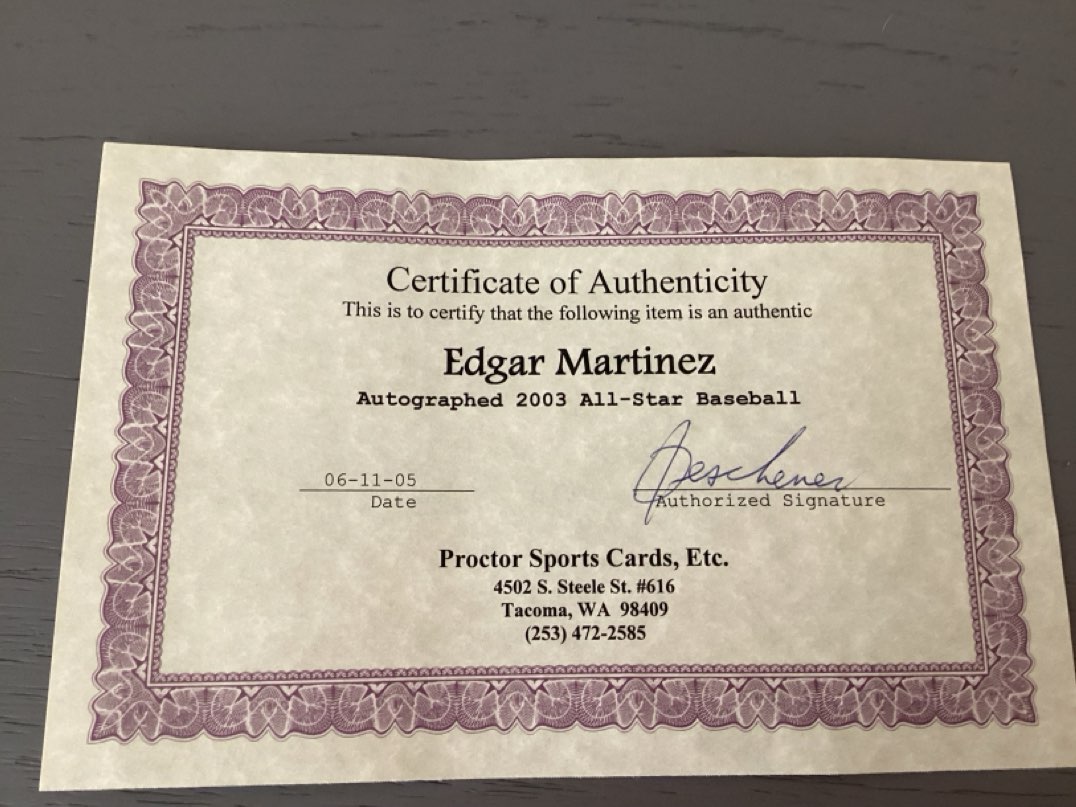 Certificate of Authenticity
This is to certify that the following item is an authentic
Edgar Martinez
Autographed 2003 All-Star Baseball
06-11-05
Date
Authorized Signature
Proctor Sports Cards, Etc.
4502 S. Steele St. #616
Tacoma, WA 98409
(253) 472-2585